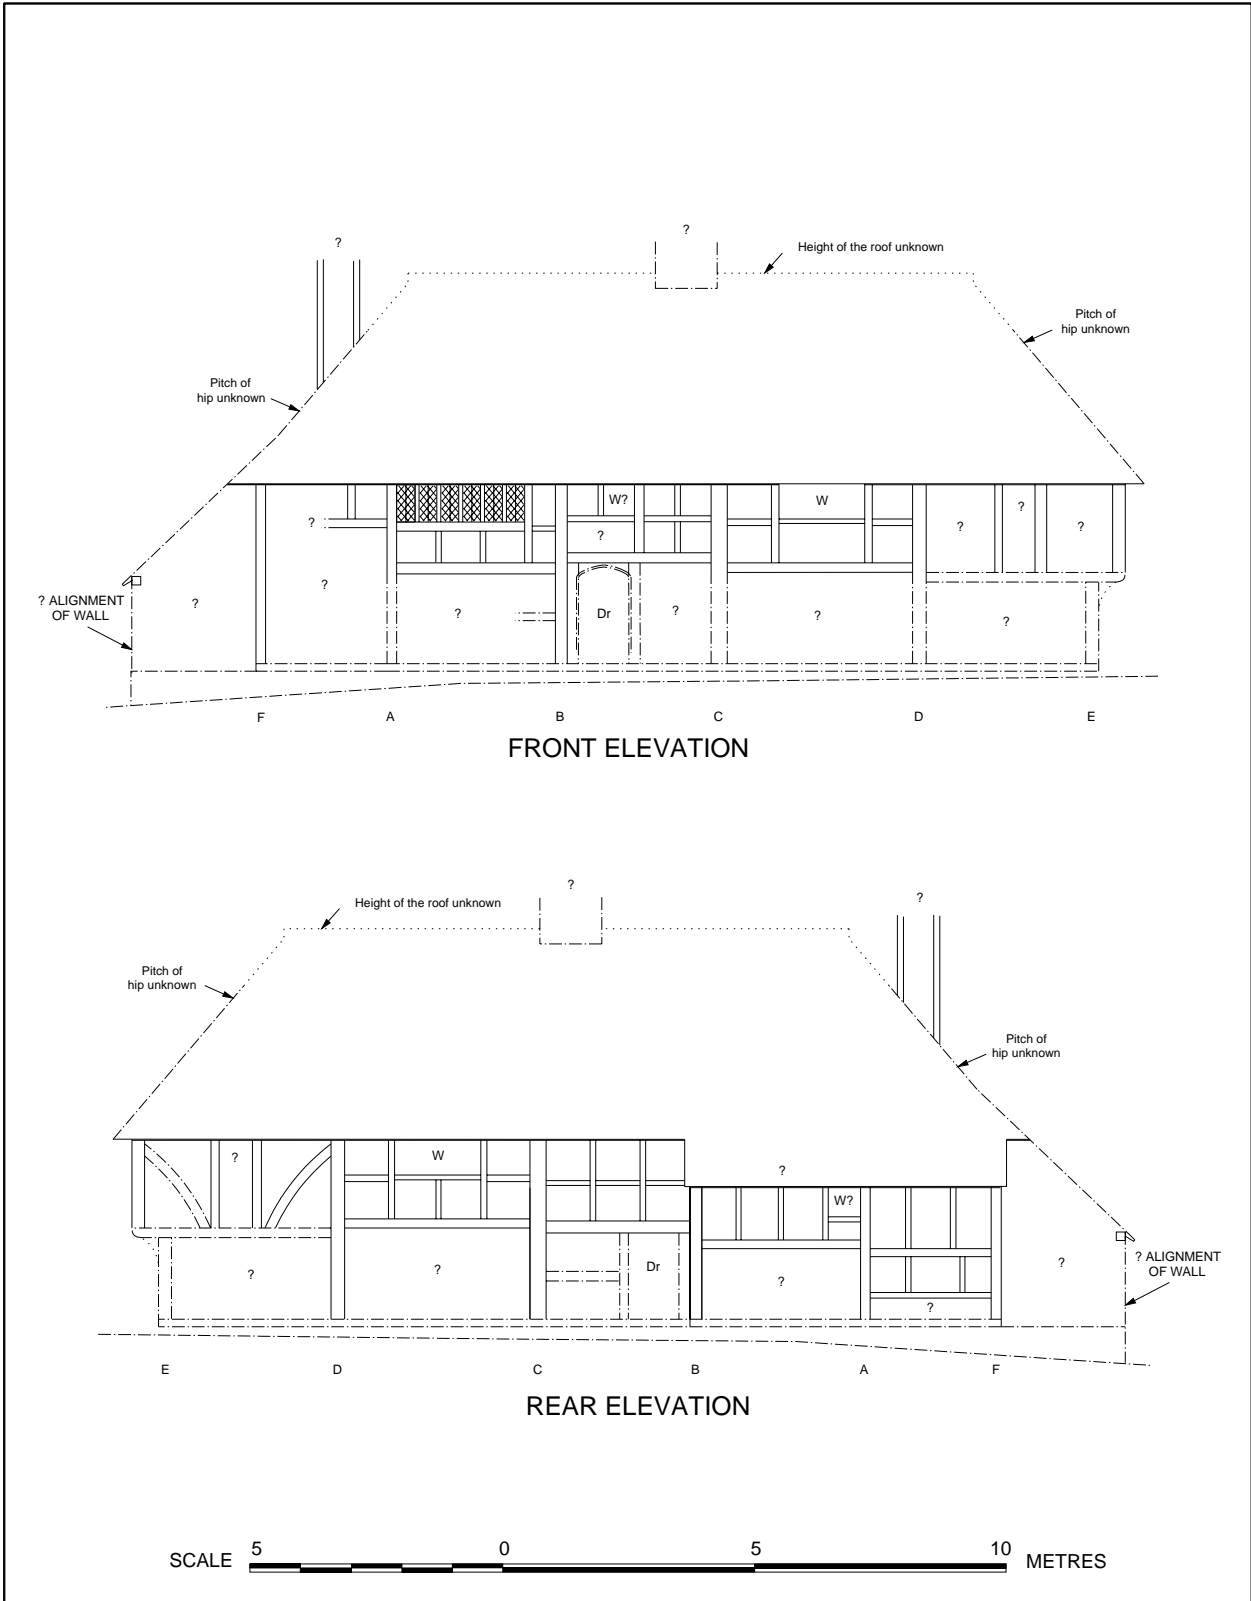 ?
?
Height of the roof unknown
Pitch of
hip unknown
Pitch of
hip unknown
W?
W
?
?
?
?
?
?
? ALIGNMENT
OF WALL
?
?
?
Dr
?
?
?
F A B C D E
FRONT ELEVATION
?
?
Height of the roof unknown
Pitch of
hip unknown
Pitch of
hip unknown
?
W
?
W?
?
?
Dr
?
?
?
? ALIGNMENT
OF WALL
E D C B A F
REAR ELEVATION
SCALE 5 0 5 10 METRES